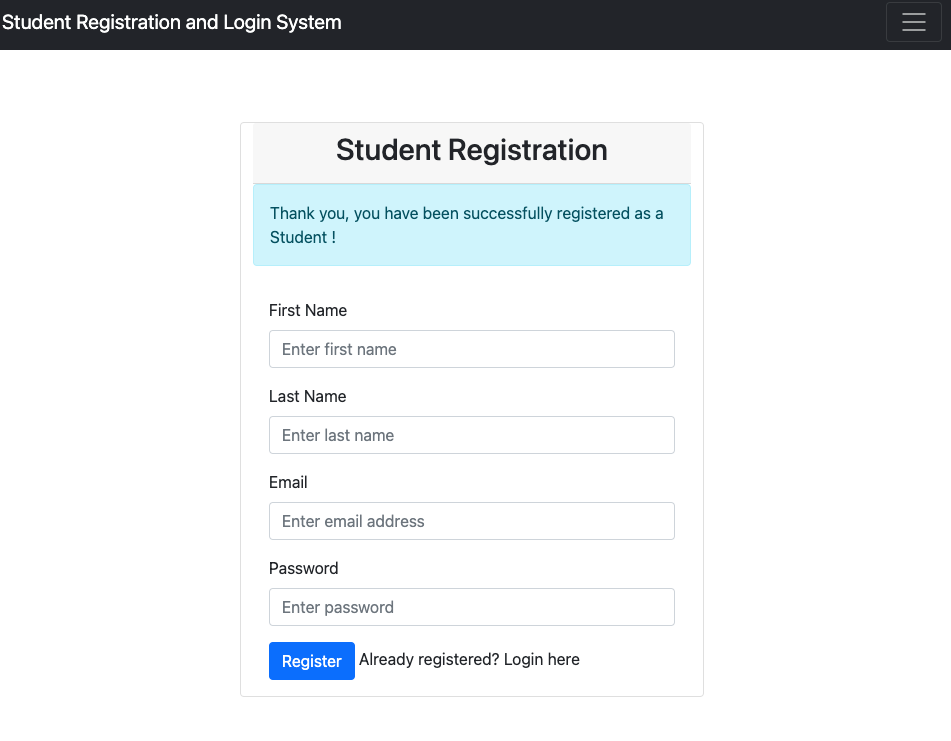 Student Registration and Login System
Student Registration
Thank you, you have been successfully registered as a
Student !
First Name
Enter first name
Last Name
Enter last name
Email
Enter email address
Password
Enter password
Register Already registered? Login here